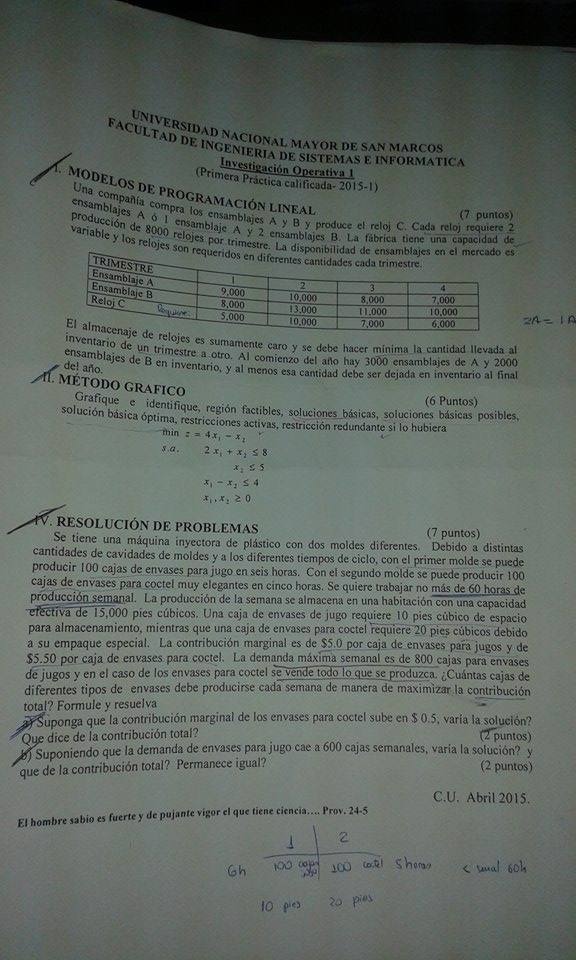 UNIVERSIDAD NACIONAL MAYOR DE SAN MARCOS
FACULTAD DE INGENIERIA DE SISTEMAS E INFORMATICA
Investigación Operativa 1
(Primera Práctica calificada- 2015-1)
I. MODELOS DE PROGRAMACIÓN LINEAL (7 puntos)
Una compañía compra los ensamblajes A y B y produce el reloj C. Cada reloj requiere 2
ensamblajes A ó 1 ensamblaje A y 2 ensamblajes B. La fábrica tiene una capacidad de
producción de 8000 relojes por trimestre. La disponibilidad de ensamblajes en el mercado es
variable y los relojes son requeridos en diferentes cantidades cada trimestre.
TRIMESTRE 1 2 3 4
Ensamblaje A 9,000 10,000 8,000 7,000
Ensamblaje B 8,000 13,000 11,000 10,000
Reloj C Requiere: 5,000 10,000 7,000 6,000
2A = 1A
El almacenaje de relojes es sumamente caro y se debe hacer mínima la cantidad llevada al
inventario de un trimestre a otro. Al comienzo del año hay 3000 ensamblajes de A y 2000
ensamblajes de B en inventario, y al menos esa cantidad debe ser dejada en inventario al final
del año.
II. MÉTODO GRAFICO (6 Puntos)
Grafique e identifique, región factibles, soluciones básicas, soluciones básicas posibles,
solución básica óptima, restricciones activas, restricción redundante si lo hubiera
min z = 4x₁ − x₂
s.a. 2x₁ + x₂ ≤ 8
x₂ ≤ 5
x₁ − x₂ ≤ 4
x₁, x₂ ≥ 0
IV. RESOLUCIÓN DE PROBLEMAS (7 puntos)
Se tiene una máquina inyectora de plástico con dos moldes diferentes. Debido a distintas
cantidades de cavidades de moldes y a los diferentes tiempos de ciclo, con el primer molde se puede
producir 100 cajas de envases para jugo en seis horas. Con el segundo molde se puede producir 100
cajas de envases para coctel muy elegantes en cinco horas. Se quiere trabajar no más de 60 horas de
producción semanal. La producción de la semana se almacena en una habitación con una capacidad
efectiva de 15,000 pies cúbicos. Una caja de envases de jugo requiere 10 pies cúbico de espacio
para almacenamiento, mientras que una caja de envases para coctel requiere 20 pies cúbicos debido
a su empaque especial. La contribución marginal es de $5.0 por caja de envases para jugos y de
$5.50 por caja de envases para coctel. La demanda máxima semanal es de 800 cajas para envases
de jugos y en el caso de los envases para coctel se vende todo lo que se produzca. ¿Cuántas cajas de
diferentes tipos de envases debe producirse cada semana de manera de maximizar la contribución
total? Formule y resuelva
a) Suponga que la contribución marginal de los envases para coctel sube en $ 0.5, varía la solución?
Que dice de la contribución total? (2 puntos)
b) Suponiendo que la demanda de envases para jugo cae a 600 cajas semanales, varía la solución? y
que de la contribución total? Permanece igual? (2 puntos)
C.U. Abril 2015.
El hombre sabio es fuerte y de pujante vigor el que tiene ciencia.... Prov. 24-5
1 2
6h 100 cajas jugo 100 coctel 5 horas < 60h
10 pies 20 pies